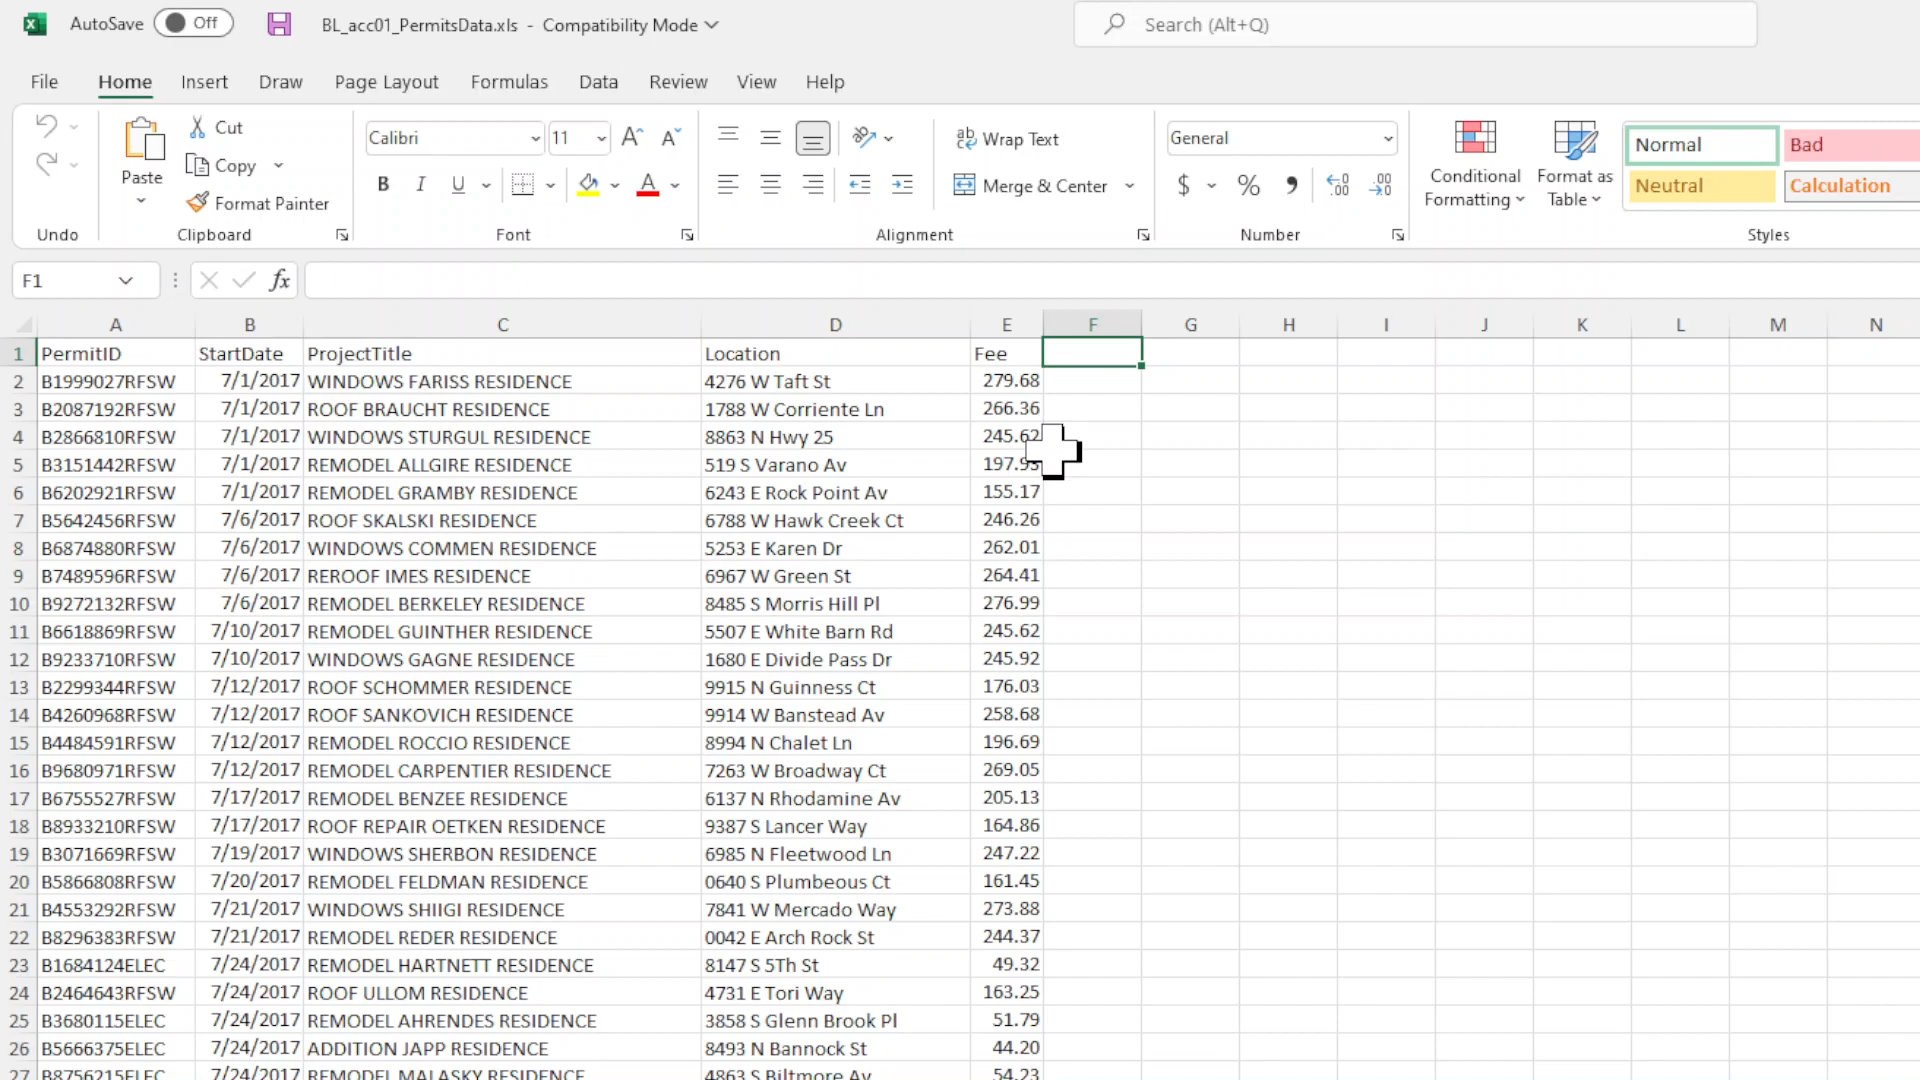 AutoSave Off BL_acc01_PermitsData.xls - Compatibility Mode Search (Alt+Q)
File Home Insert Draw Page Layout Formulas Data Review View Help
Paste Cut Copy Format Painter
Calibri 11 A A
B I U A
Wrap Text
Merge & Center
General
$ % , .00 .00
Conditional Formatting Format as Table
Normal Bad
Neutral Calculation
Undo Clipboard Font Alignment Number Styles
F1 fx
A B C D E F G H I J K L M N
1 PermitID StartDate ProjectTitle Location Fee
2 B1999027RFSW 7/1/2017 WINDOWS FARISS RESIDENCE 4276 W Taft St 279.68
3 B2087192RFSW 7/1/2017 ROOF BRAUCHT RESIDENCE 1788 W Corriente Ln 266.36
4 B2866810RFSW 7/1/2017 WINDOWS STURGUL RESIDENCE 8863 N Hwy 25 245.62
5 B3151442RFSW 7/1/2017 REMODEL ALLGIRE RESIDENCE 519 S Varano Av
6 B6202921RFSW 7/1/2017 REMODEL GRAMBY RESIDENCE 6243 E Rock Point Av 155.17
7 B5642456RFSW 7/6/2017 ROOF SKALSKI RESIDENCE 6788 W Hawk Creek Ct 246.26
8 B6874880RFSW 7/6/2017 WINDOWS COMMEN RESIDENCE 5253 E Karen Dr 262.01
9 B7489596RFSW 7/6/2017 REROOF IMES RESIDENCE 6967 W Green St 264.41
10 B9272132RFSW 7/6/2017 REMODEL BERKELEY RESIDENCE 8485 S Morris Hill Pl 276.99
11 B6618869RFSW 7/10/2017 REMODEL GUINTHER RESIDENCE 5507 E White Barn Rd 245.62
12 B9233710RFSW 7/10/2017 WINDOWS GAGNE RESIDENCE 1680 E Divide Pass Dr 245.92
13 B2299344RFSW 7/12/2017 ROOF SCHOMMER RESIDENCE 9915 N Guinness Ct 176.03
14 B4260968RFSW 7/12/2017 ROOF SANKOVICH RESIDENCE 9914 W Banstead Av 258.68
15 B4484591RFSW 7/12/2017 REMODEL ROCCIO RESIDENCE 8994 N Chalet Ln 196.69
16 B9680971RFSW 7/12/2017 REMODEL CARPENTIER RESIDENCE 7263 W Broadway Ct 269.05
17 B6755527RFSW 7/17/2017 REMODEL BENZEE RESIDENCE 6137 N Rhodamine Av 205.13
18 B8933210RFSW 7/17/2017 ROOF REPAIR OETKEN RESIDENCE 9387 S Lancer Way 164.86
19 B3071669RFSW 7/19/2017 WINDOWS SHERBON RESIDENCE 6985 N Fleetwood Ln 247.22
20 B5866808RFSW 7/20/2017 REMODEL FELDMAN RESIDENCE 0640 S Plumbeous Ct 161.45
21 B4553292RFSW 7/21/2017 WINDOWS SHIIGI RESIDENCE 7841 W Mercado Way 273.88
22 B8296383RFSW 7/21/2017 REMODEL REDER RESIDENCE 0042 E Arch Rock St 244.37
23 B1684124ELEC 7/24/2017 REMODEL HARTNETT RESIDENCE 8147 S 5Th St 49.32
24 B2464643RFSW 7/24/2017 ROOF ULLOM RESIDENCE 4731 E Tori Way 163.25
25 B3680115ELEC 7/24/2017 REMODEL AHRENDES RESIDENCE 3858 S Glenn Brook Pl 51.79
26 B5666375ELEC 7/24/2017 ADDITION JAPP RESIDENCE 8493 N Bannock St 44.20
27 B8756215ELEC 7/24/2017 REMODEL MALASKY RESIDENCE 4863 S Biltmore Av 54.23